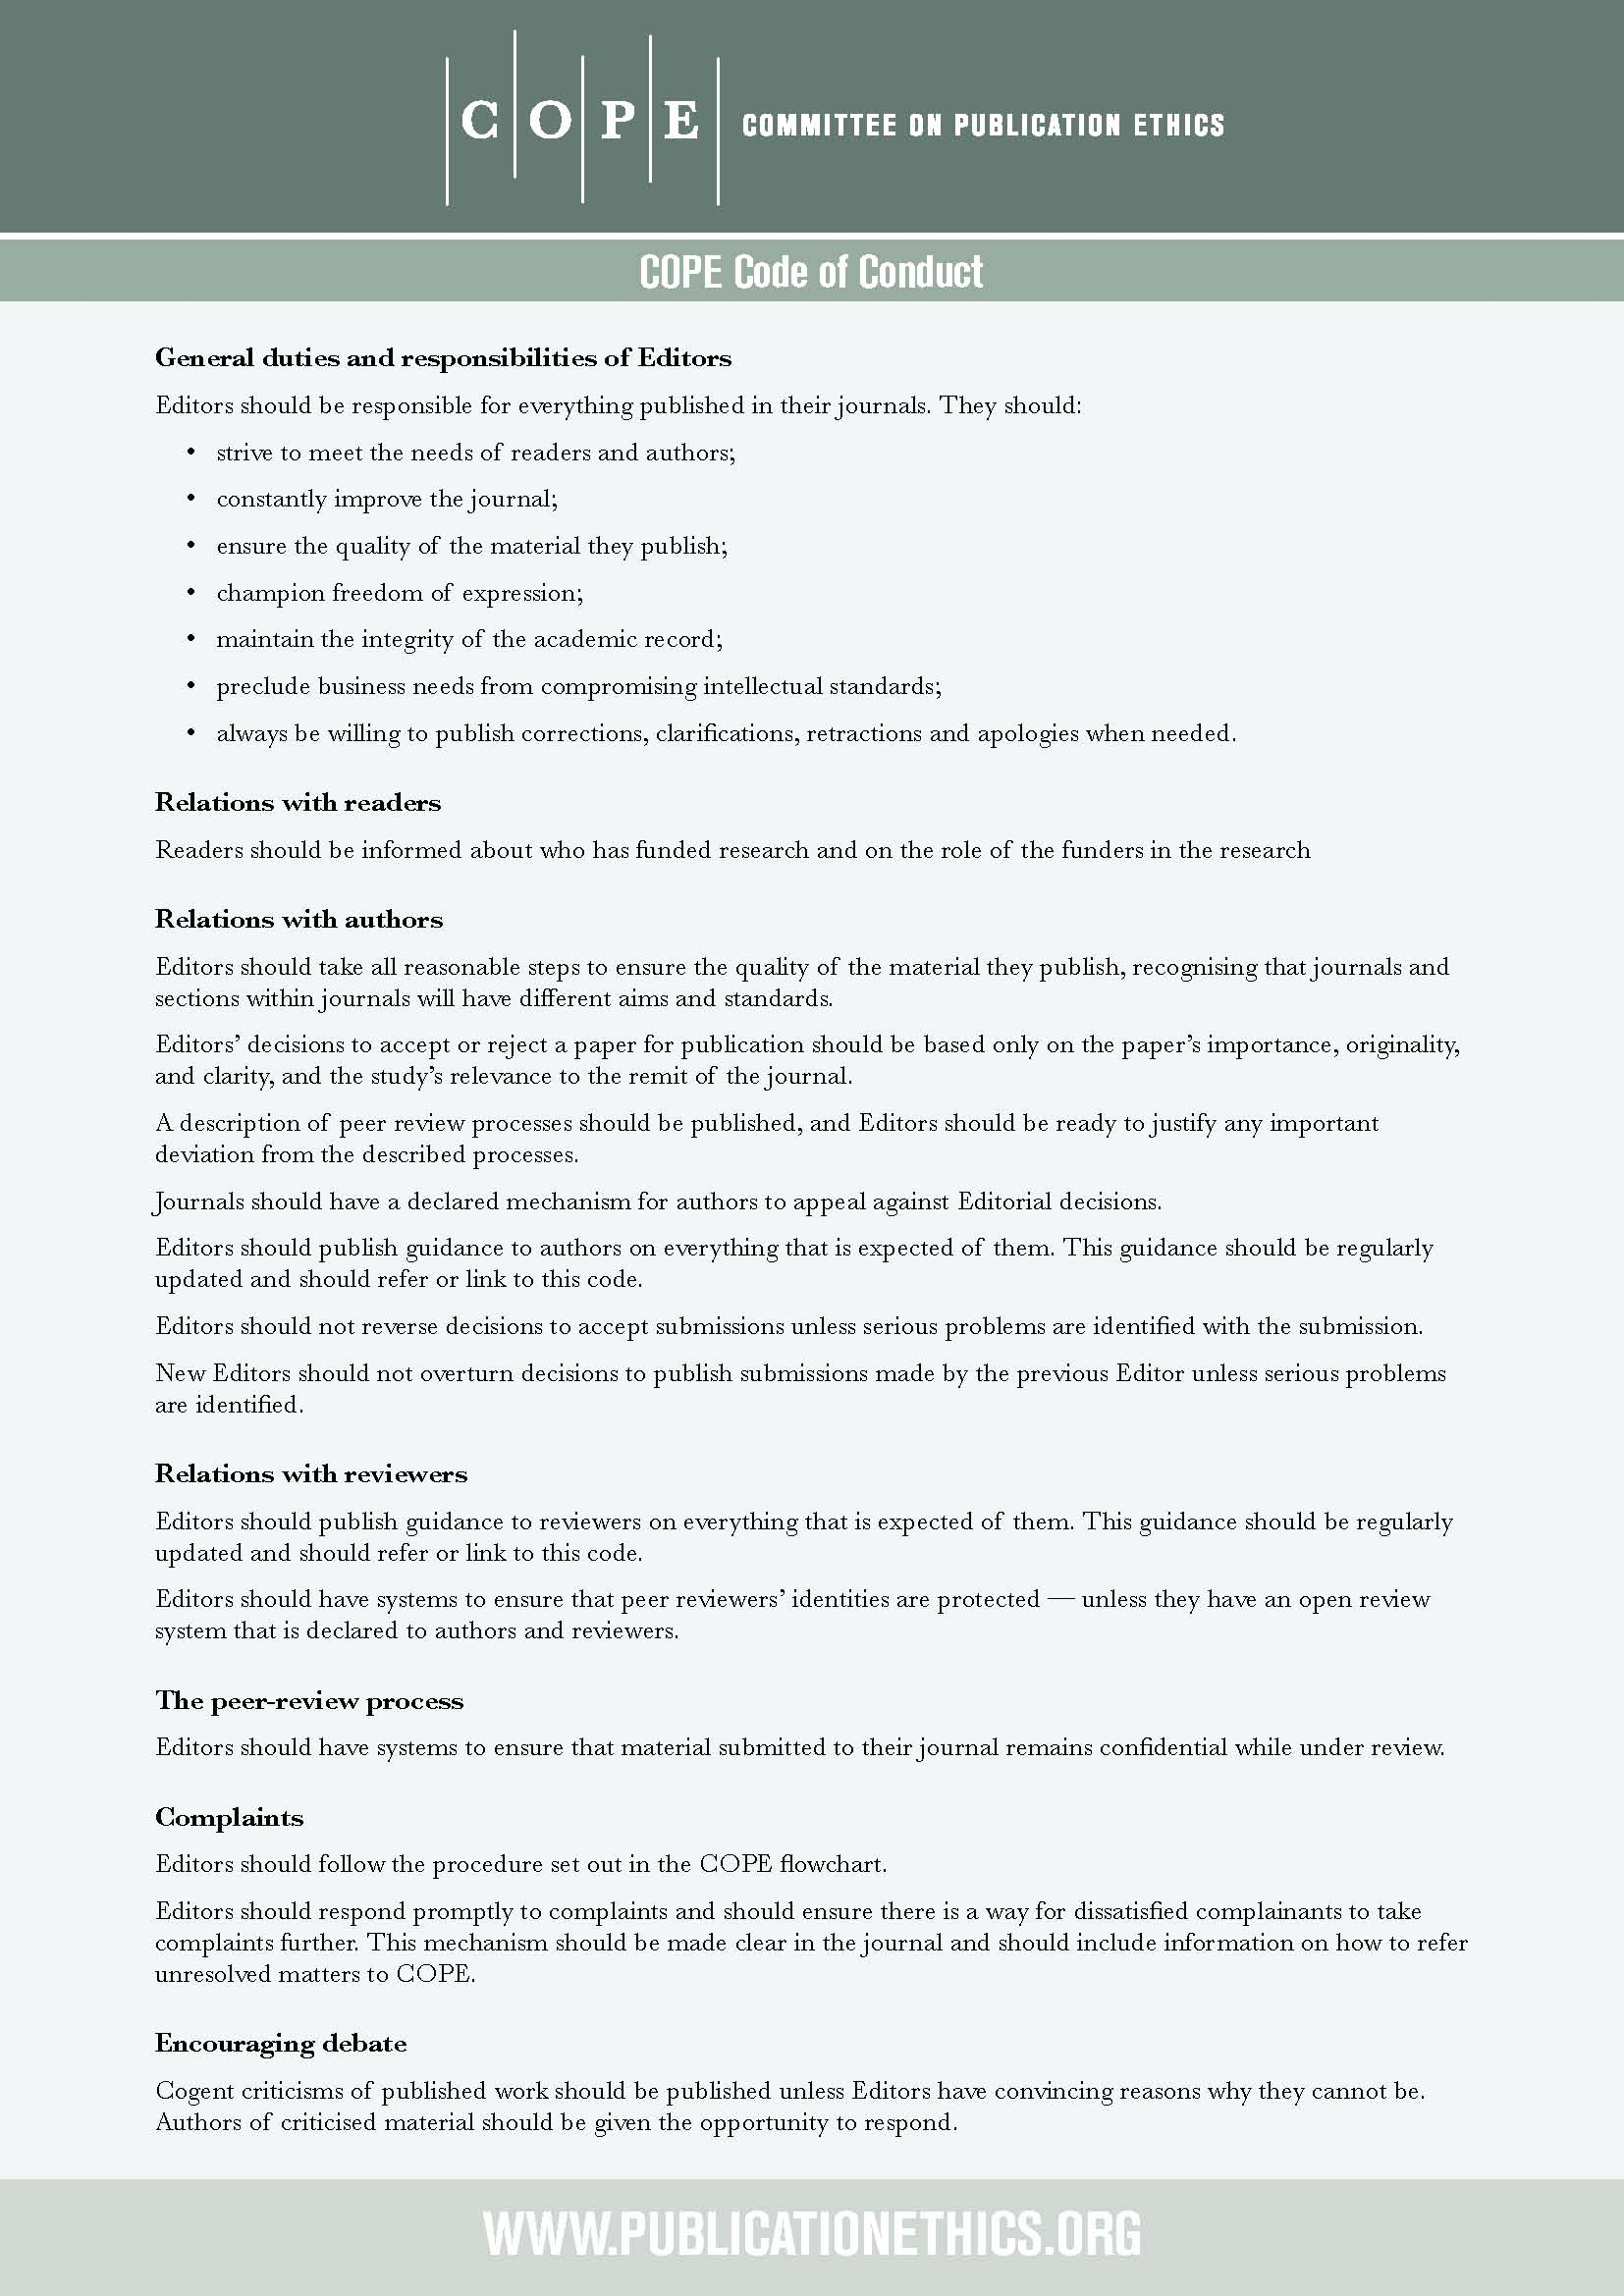 COPE COMMITTEE ON PUBLICATION ETHICS
COPE Code of Conduct
General duties and responsibilities of Editors
Editors should be responsible for everything published in their journals. They should:
• strive to meet the needs of readers and authors;
• constantly improve the journal;
• ensure the quality of the material they publish;
• champion freedom of expression;
• maintain the integrity of the academic record;
• preclude business needs from compromising intellectual standards;
• always be willing to publish corrections, clarifications, retractions and apologies when needed.
Relations with readers
Readers should be informed about who has funded research and on the role of the funders in the research
Relations with authors
Editors should take all reasonable steps to ensure the quality of the material they publish, recognising that journals and
sections within journals will have different aims and standards.
Editors’ decisions to accept or reject a paper for publication should be based only on the paper’s importance, originality,
and clarity, and the study’s relevance to the remit of the journal.
A description of peer review processes should be published, and Editors should be ready to justify any important
deviation from the described processes.
Journals should have a declared mechanism for authors to appeal against Editorial decisions.
Editors should publish guidance to authors on everything that is expected of them. This guidance should be regularly
updated and should refer or link to this code.
Editors should not reverse decisions to accept submissions unless serious problems are identified with the submission.
New Editors should not overturn decisions to publish submissions made by the previous Editor unless serious problems
are identified.
Relations with reviewers
Editors should publish guidance to reviewers on everything that is expected of them. This guidance should be regularly
updated and should refer or link to this code.
Editors should have systems to ensure that peer reviewers’ identities are protected — unless they have an open review
system that is declared to authors and reviewers.
The peer-review process
Editors should have systems to ensure that material submitted to their journal remains confidential while under review.
Complaints
Editors should follow the procedure set out in the COPE flowchart.
Editors should respond promptly to complaints and should ensure there is a way for dissatisfied complainants to take
complaints further. This mechanism should be made clear in the journal and should include information on how to refer
unresolved matters to COPE.
Encouraging debate
Cogent criticisms of published work should be published unless Editors have convincing reasons why they cannot be.
Authors of criticised material should be given the opportunity to respond.
WWW.PUBLICATIONETHICS.ORG